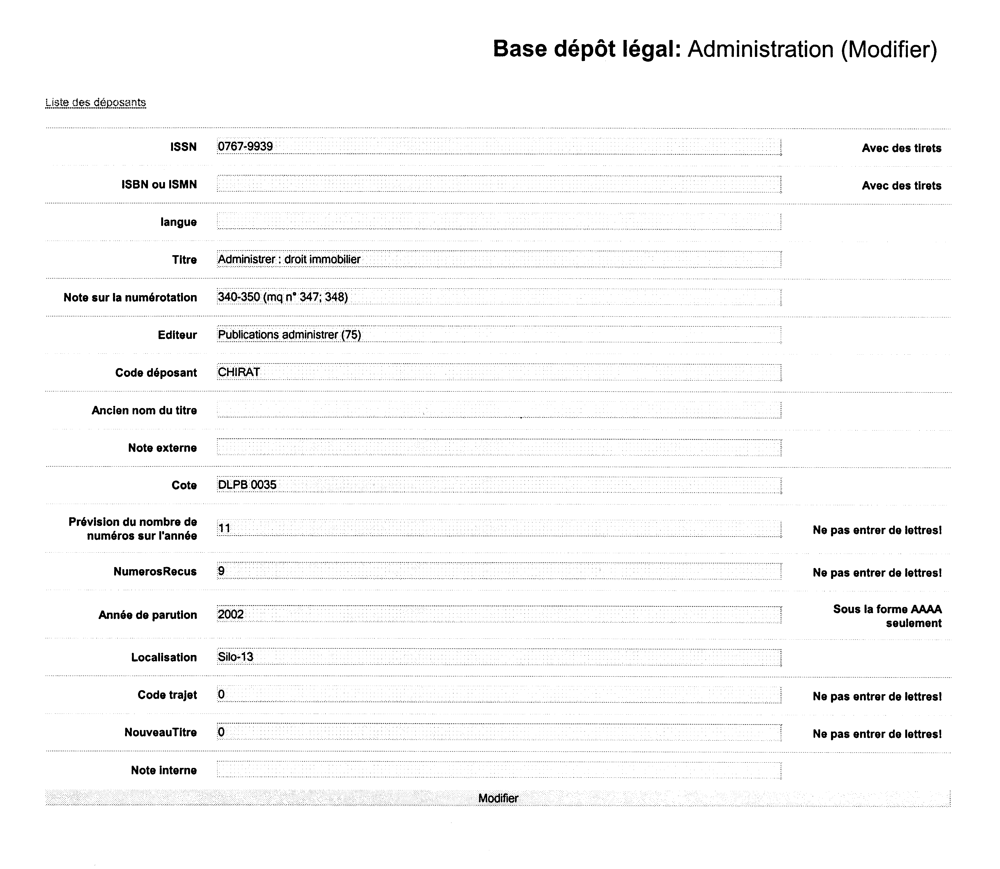 Base dépôt légal: Administration (Modifier)
Liste des déposants
ISSN 0767-9939 Avec des tirets
ISBN ou ISMN Avec des tirets
langue
Titre Administrer : droit immobilier
Note sur la numérotation 340-350 (mq n° 347; 348)
Editeur Publications administrer (75)
Code déposant CHIRAT
Ancien nom du titre
Note externe
Cote DLPB 0035
Prévision du nombre de
numéros sur l'année 11 Ne pas entrer de lettres!
NumerosRecus 9 Ne pas entrer de lettres!
Année de parution 2002 Sous la forme AAAA
seulement
Localisation Silo-13
Code trajet 0 Ne pas entrer de lettres!
NouveauTitre 0 Ne pas entrer de lettres!
Note interne
Modifier